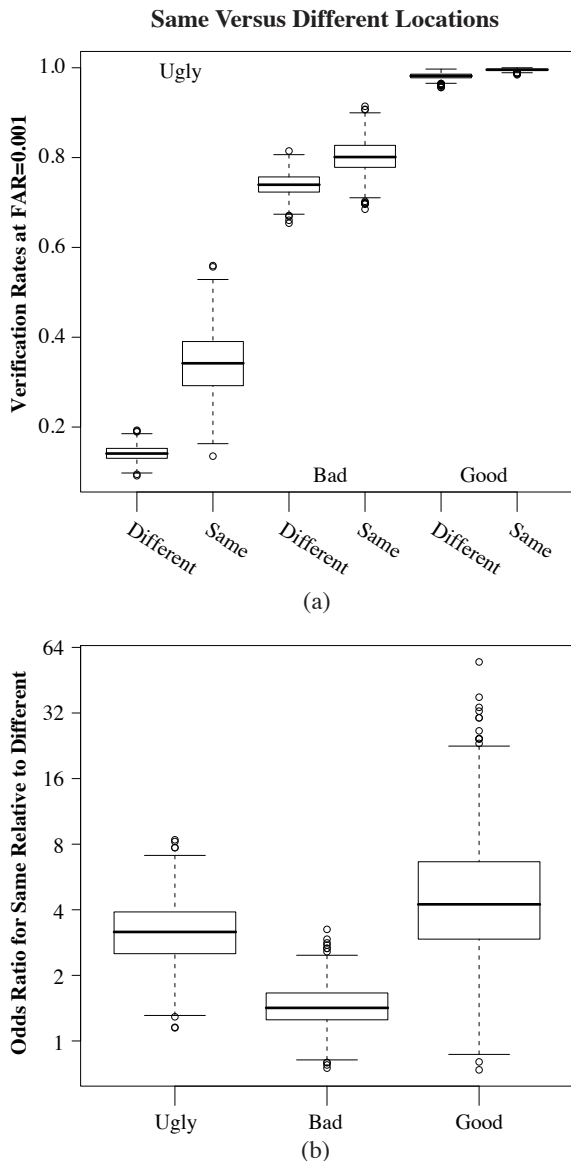 Same Versus Different Locations
Verification Rates at FAR=0.001
1.0
0.8
0.6
0.4
0.2
Ugly
Bad
Good
Different
Same
Different
Same
Different
Same
(a)
Odds Ratio for Same Relative to Different
64
32
16
8
4
2
1
Ugly
Bad
Good
(b)